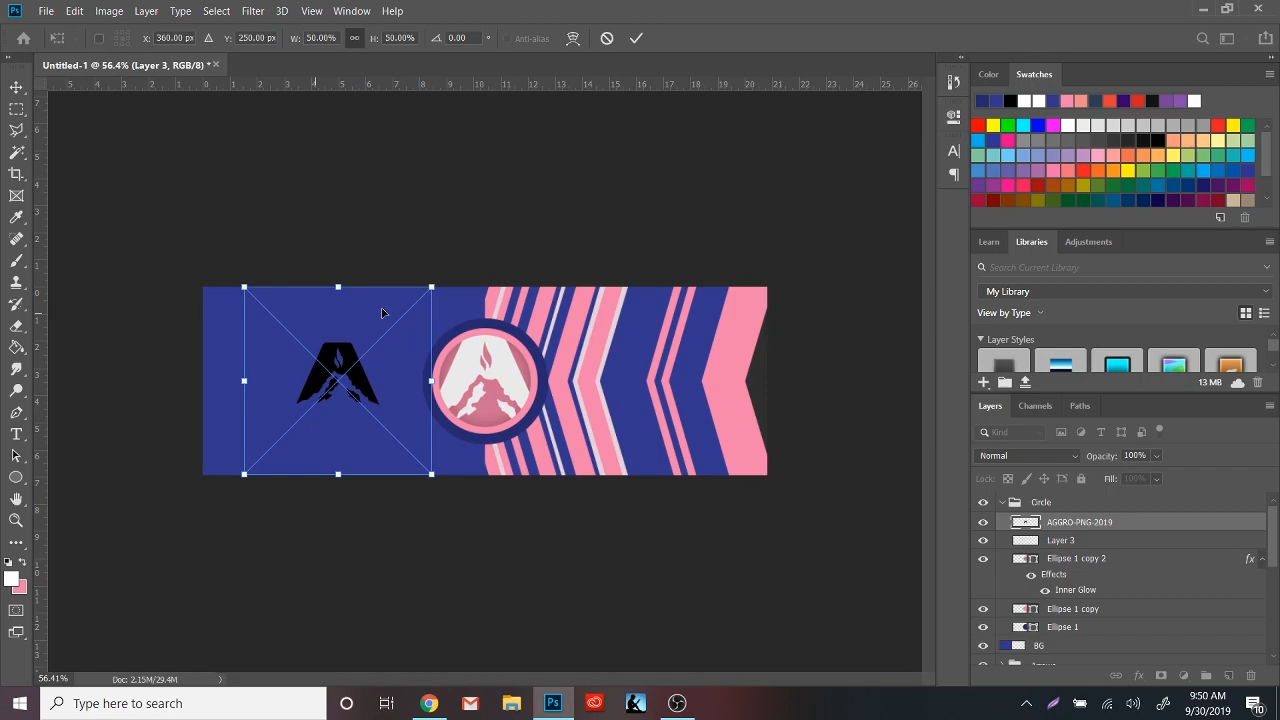 Ps File Edit Image Layer Type Select Filter 3D View Window Help
X: 360.00 px Y: 250.00 px W: 50.00% H: 50.00% 0.00 ° Anti-alias
Untitled-1 @ 56.4% (Layer 3, RGB/8) *
Color Swatches
Learn Libraries Adjustments
Search Current Library
My Library
View by Type
Layer Styles
13 MB
Layers Channels Paths
Kind
Normal Opacity: 100%
Lock: Fill: 100%
Circle
AGGRO-PNG-2019
Layer 3
Ellipse 1 copy 2 fx
Effects
Inner Glow
Ellipse 1 copy
Ellipse 1
BG
56.41% Doc: 2.15M/29.4M
Type here to search
9:50 AM
9/30/2019